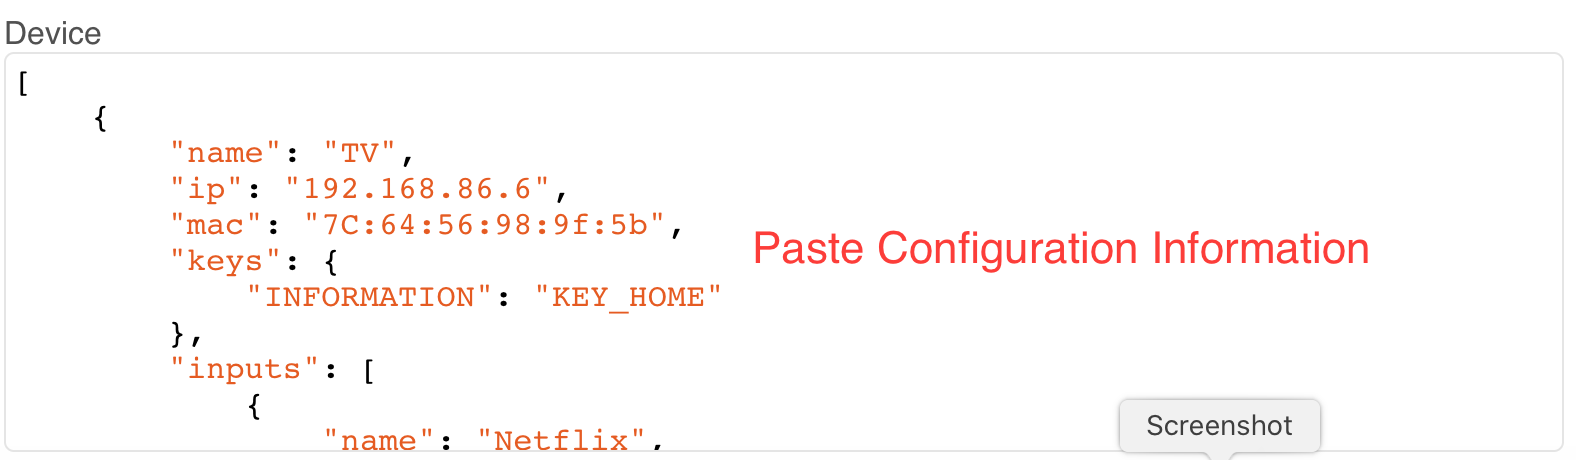 Device
[
{
"name": "TV",
"ip": "192.168.86.6",
"mac": "7C:64:56:98:9f:5b",
Paste Configuration Information
"keys": {
"INFORMATION": "KEY_HOME"
},
"inputs": [
{
Screenshot
"name": "Netflix",